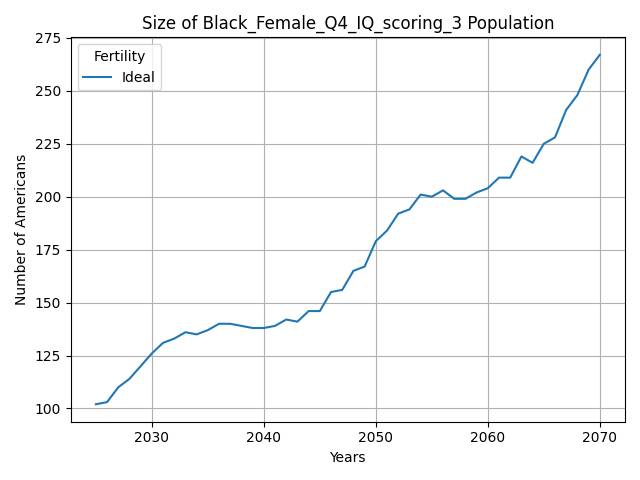 Size of Black_Female_Q4_IQ_scoring_3 Population
Fertility
Ideal
Number of Americans
275
250
225
200
175
150
125
100
2030 2040 2050 2060 2070
Years